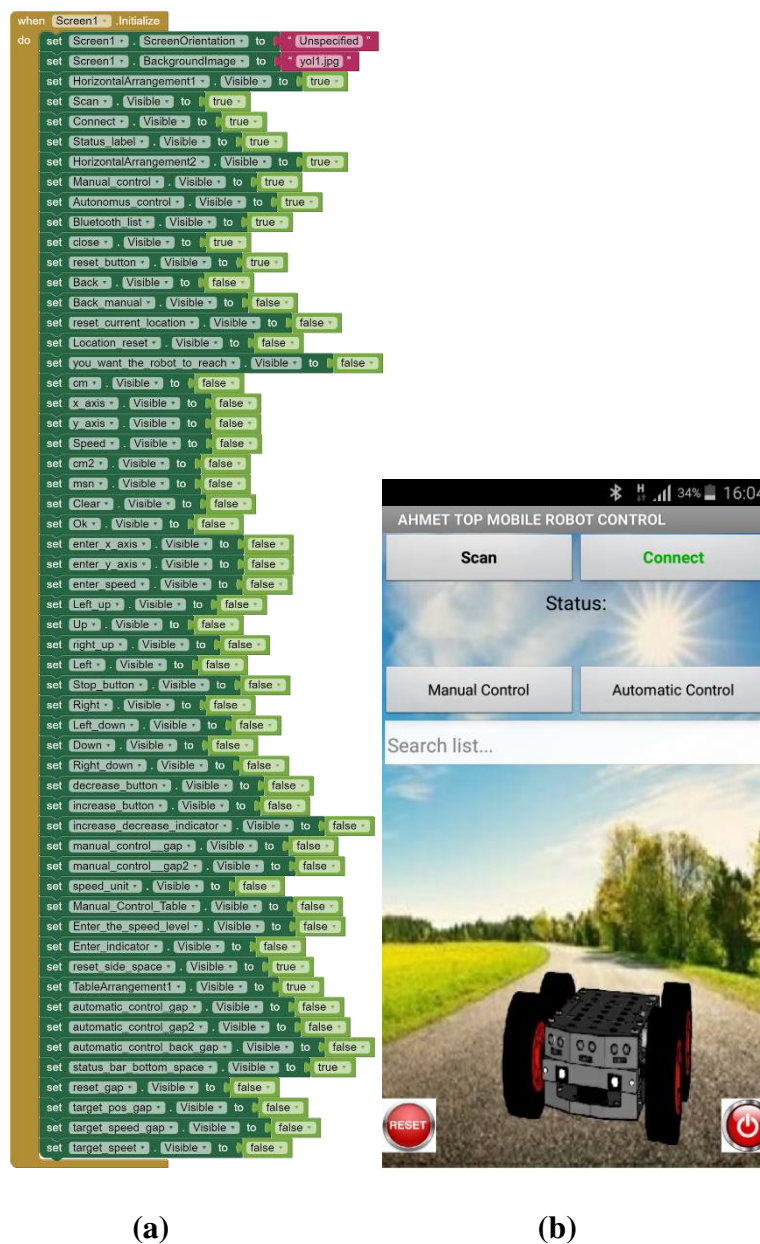 when Screen1 .Initialize
do set Screen1 . ScreenOrientation to " Unspecified "
set Screen1 . BackgroundImage to " yol1.jpg "
set HorizontalArrangement1 . Visible to true
set Scan . Visible to true
set Connect . Visible to true
set Status_label . Visible to true
set HorizontalArrangement2 . Visible to true
set Manual_control . Visible to true
set Autonomus_control . Visible to true
set Bluetooth_list . Visible to true
set close . Visible to true
set reset_button . Visible to true
set Back . Visible to false
set Back_manual . Visible to false
set reset_current_location . Visible to false
set Location_reset . Visible to false
set you_want_the_robot_to_reach . Visible to false
set cm . Visible to false
set x_axis . Visible to false
set y_axis . Visible to false
set Speed . Visible to false
set cm2 . Visible to false
set msn . Visible to false
set Clear . Visible to false
set Ok . Visible to false
set enter_x_axis . Visible to false
set enter_y_axis . Visible to false
set enter_speed . Visible to false
set Left_up . Visible to false
set Up . Visible to false
set right_up . Visible to false
set Left . Visible to false
set Stop_button . Visible to false
set Right . Visible to false
set Left_down . Visible to false
set Down . Visible to false
set Right_down . Visible to false
set decrease_button . Visible to false
set increase_button . Visible to false
set increase_decrease_indicator . Visible to false
set manual_control__gap . Visible to false
set manual_control__gap2 . Visible to false
set speed_unit . Visible to false
set Manual_Control_Table . Visible to false
set Enter_the_speed_level . Visible to false
set Enter_indicator . Visible to false
set reset_side_space . Visible to true
set TableArrangement1 . Visible to true
set automatic_control_gap . Visible to false
set automatic_control_gap2 . Visible to false
set automatic_control_back_gap . Visible to false
set status_bar_bottom_space . Visible to true
set reset_gap . Visible to false
set target_pos_gap . Visible to false
set target_speed_gap . Visible to false
set target_speet . Visible to false
(a)
H 34% 16:04
AHMET TOP MOBILE ROBOT CONTROL
Scan Connect
Status:
Manual Control Automatic Control
Search list...
RESET
(b)